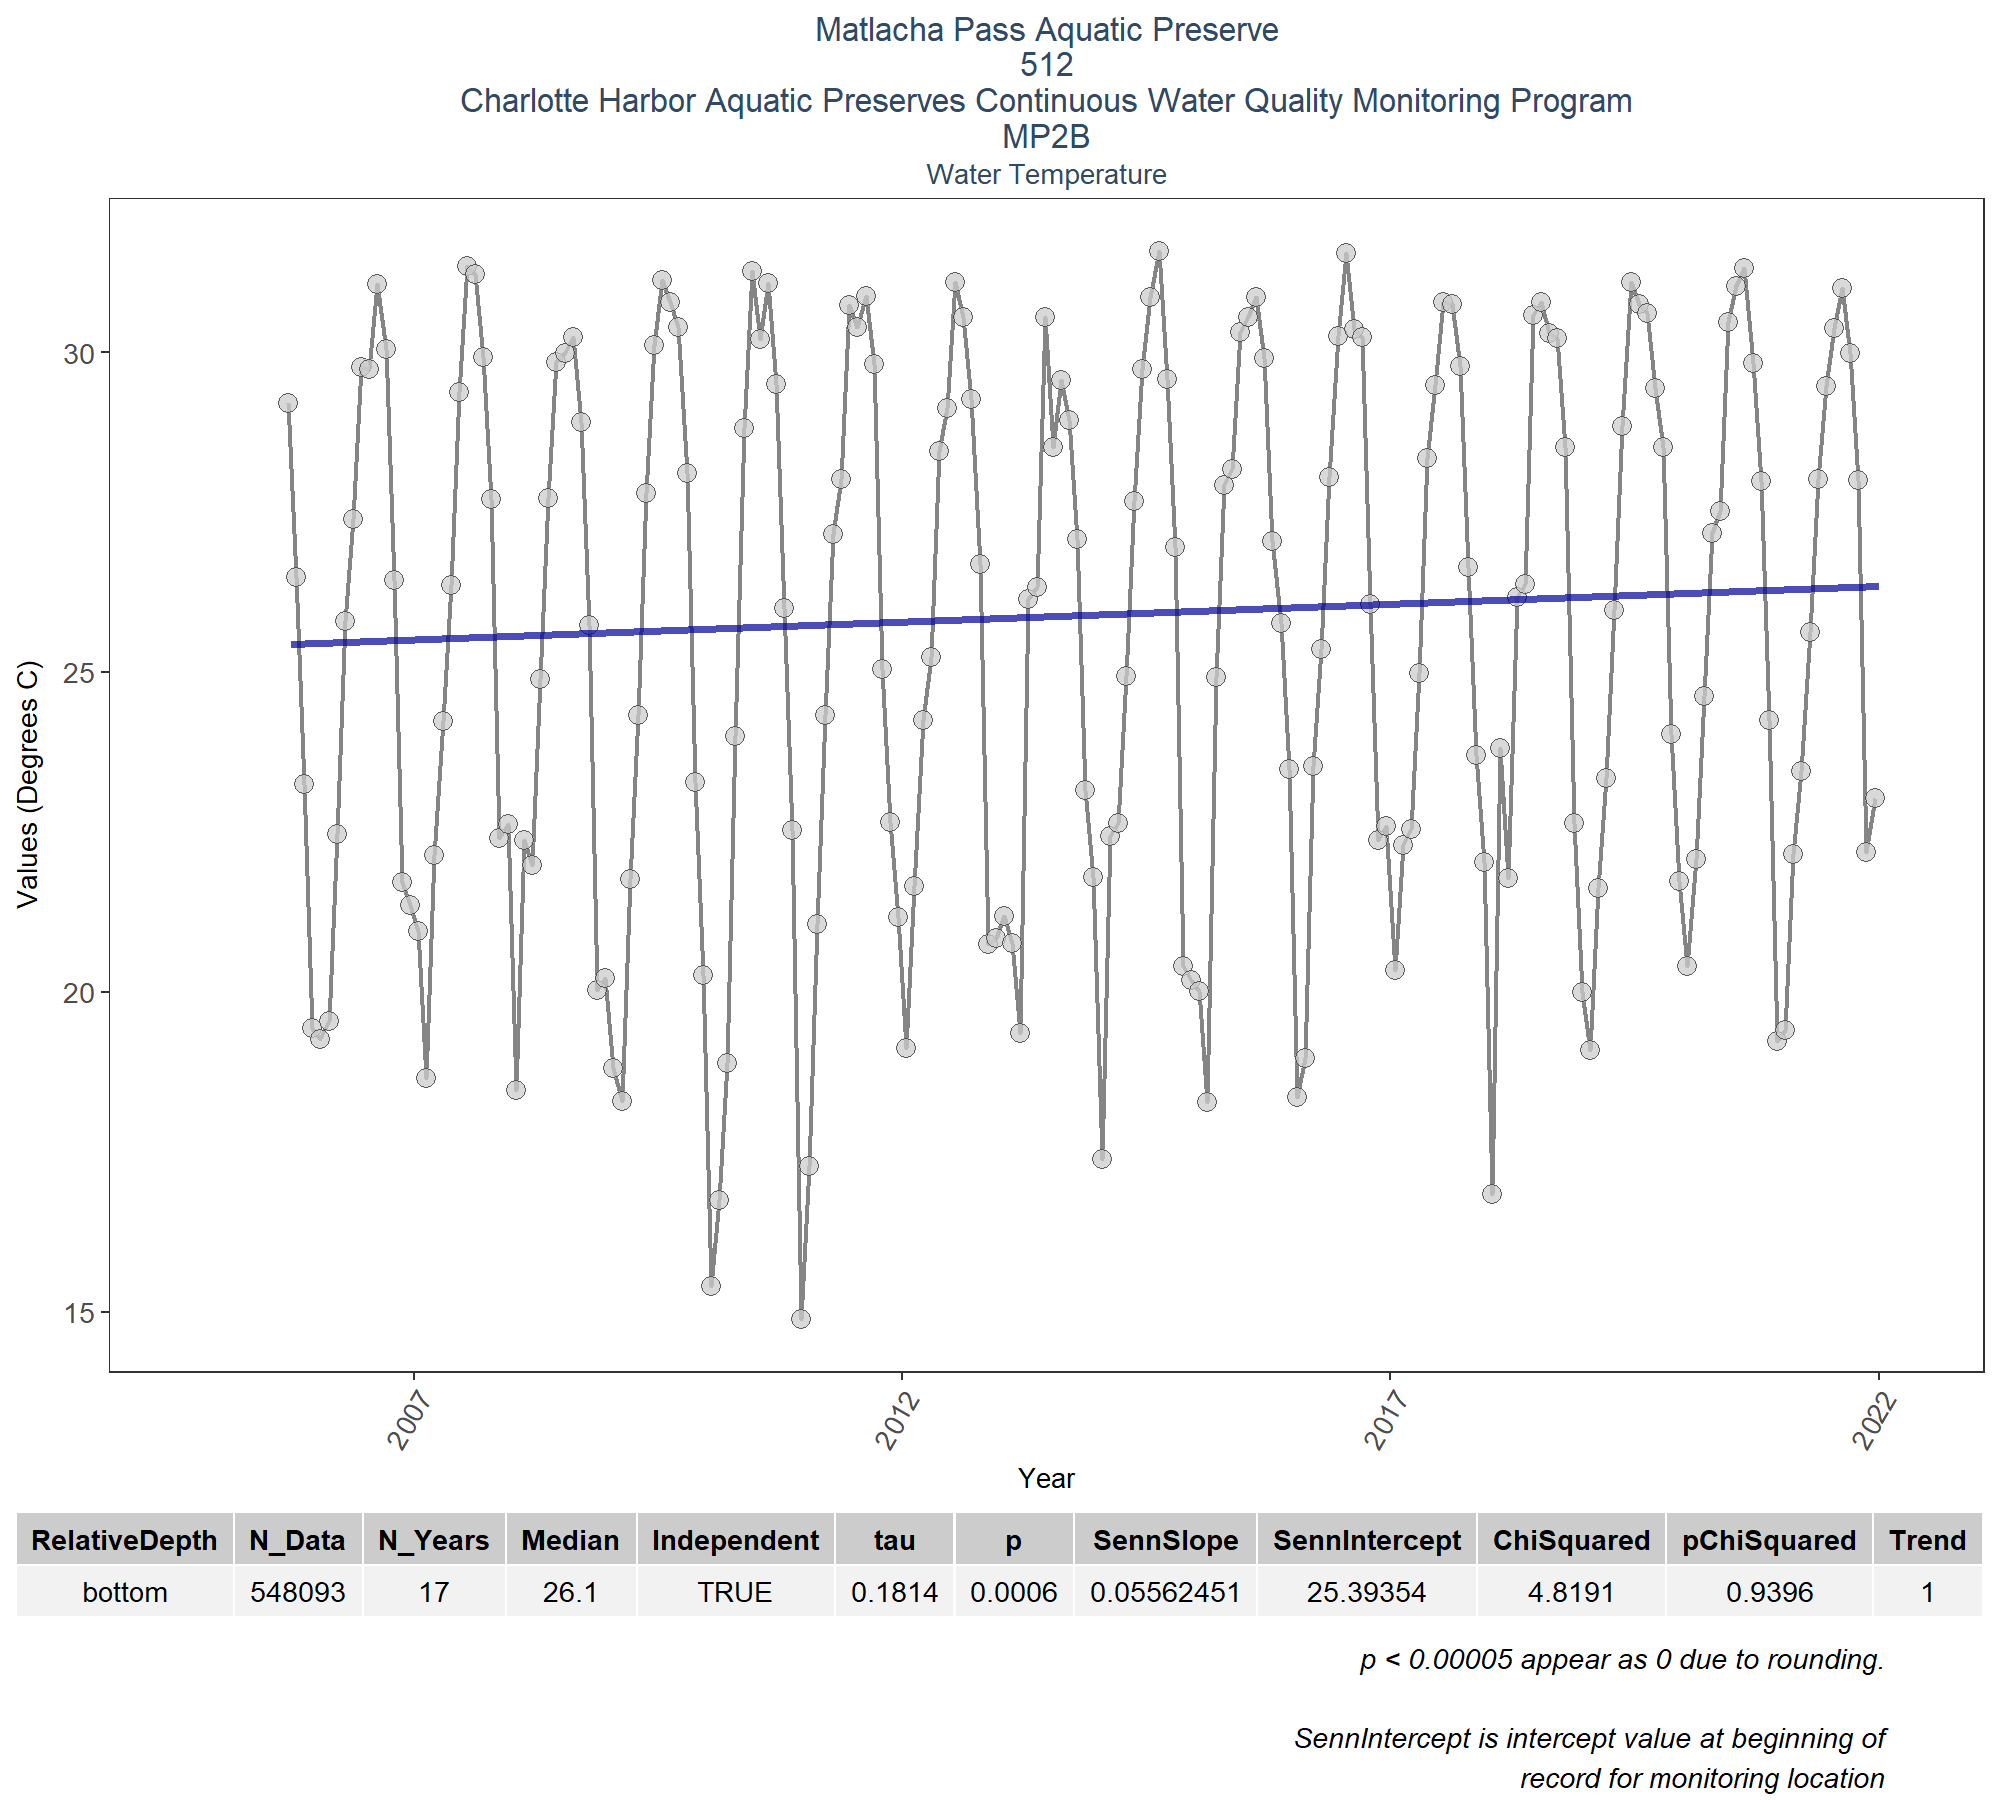 Matlacha Pass Aquatic Preserve
512
Charlotte Harbor Aquatic Preserves Continuous Water Quality Monitoring Program
MP2B
Water Temperature
Values (Degrees C)
30
25
20
15
2007
2012
2017
2022
Year
RelativeDepth N_Data N_Years Median Independent tau p SennSlope SennIntercept ChiSquared pChiSquared Trend
bottom 548093 17 26.1 TRUE 0.1814 0.0006 0.05562451 25.39354 4.8191 0.9396 1
p < 0.00005 appear as 0 due to rounding.
SennIntercept is intercept value at beginning of
record for monitoring location